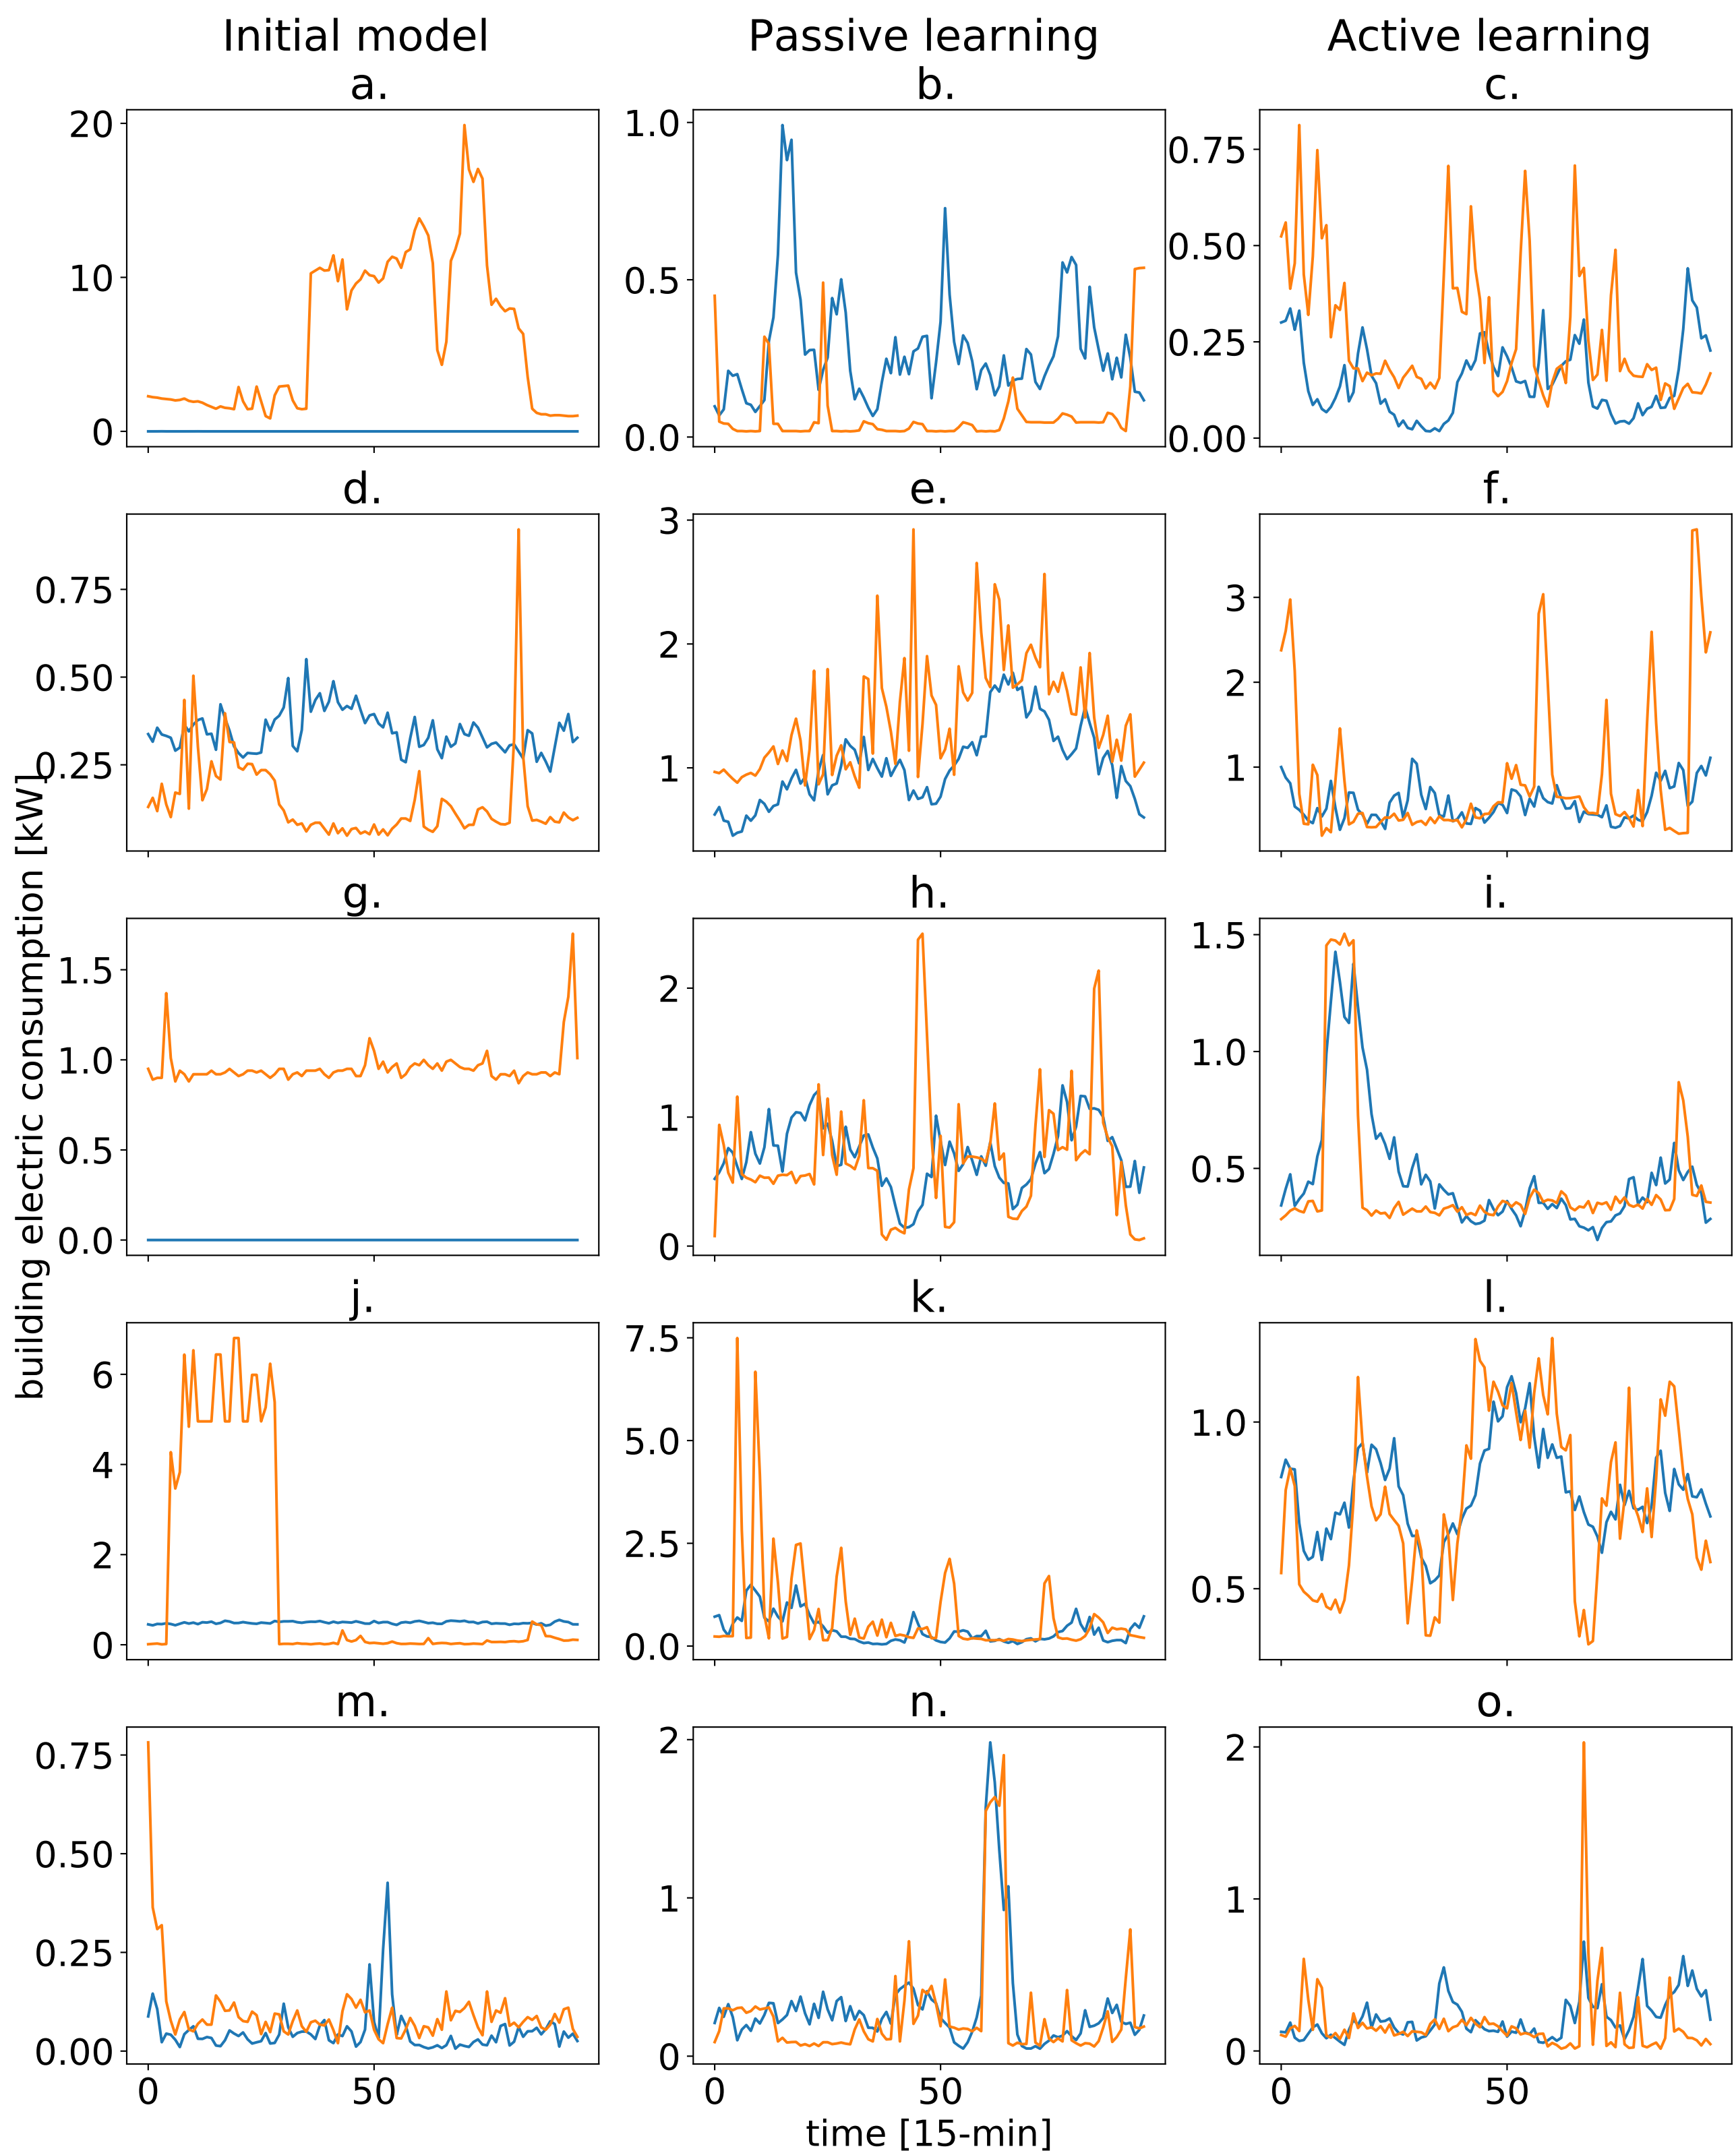 Initial model
Passive learning
Active learning
a.
b.
c.
20
10
0
1.0
0.5
0.0
0.75
0.50
0.25
0.00
d.
e.
f.
0.75
0.50
0.25
3
2
1
3
2
1
g.
h.
i.
1.5
1.0
0.5
0.0
2
1
0
1.5
1.0
0.5
j.
k.
l.
6
4
2
0
7.5
5.0
2.5
0.0
1.0
0.5
m.
n.
o.
0.75
0.50
0.25
0.00
2
1
0
2
1
0
0
50
0
50
0
50
building electric consumption [kW]
time [15-min]